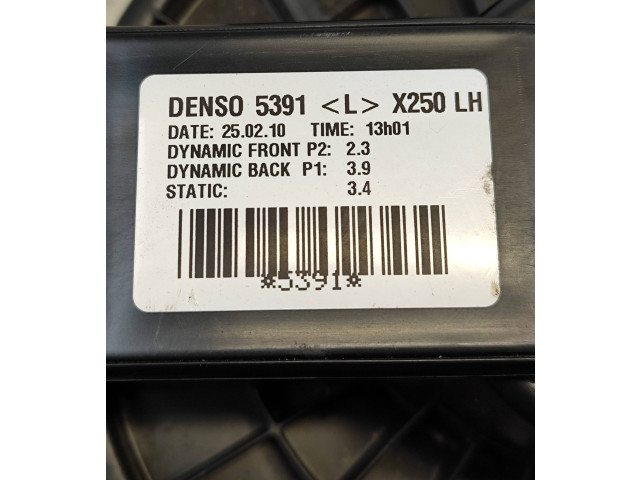 DENSO 5391 <L> X250 LH
DATE: 25.02.10 TIME: 13h01
DYNAMIC FRONT P2: 2.3
DYNAMIC BACK P1: 3.9
STATIC: 3.4
*5391*